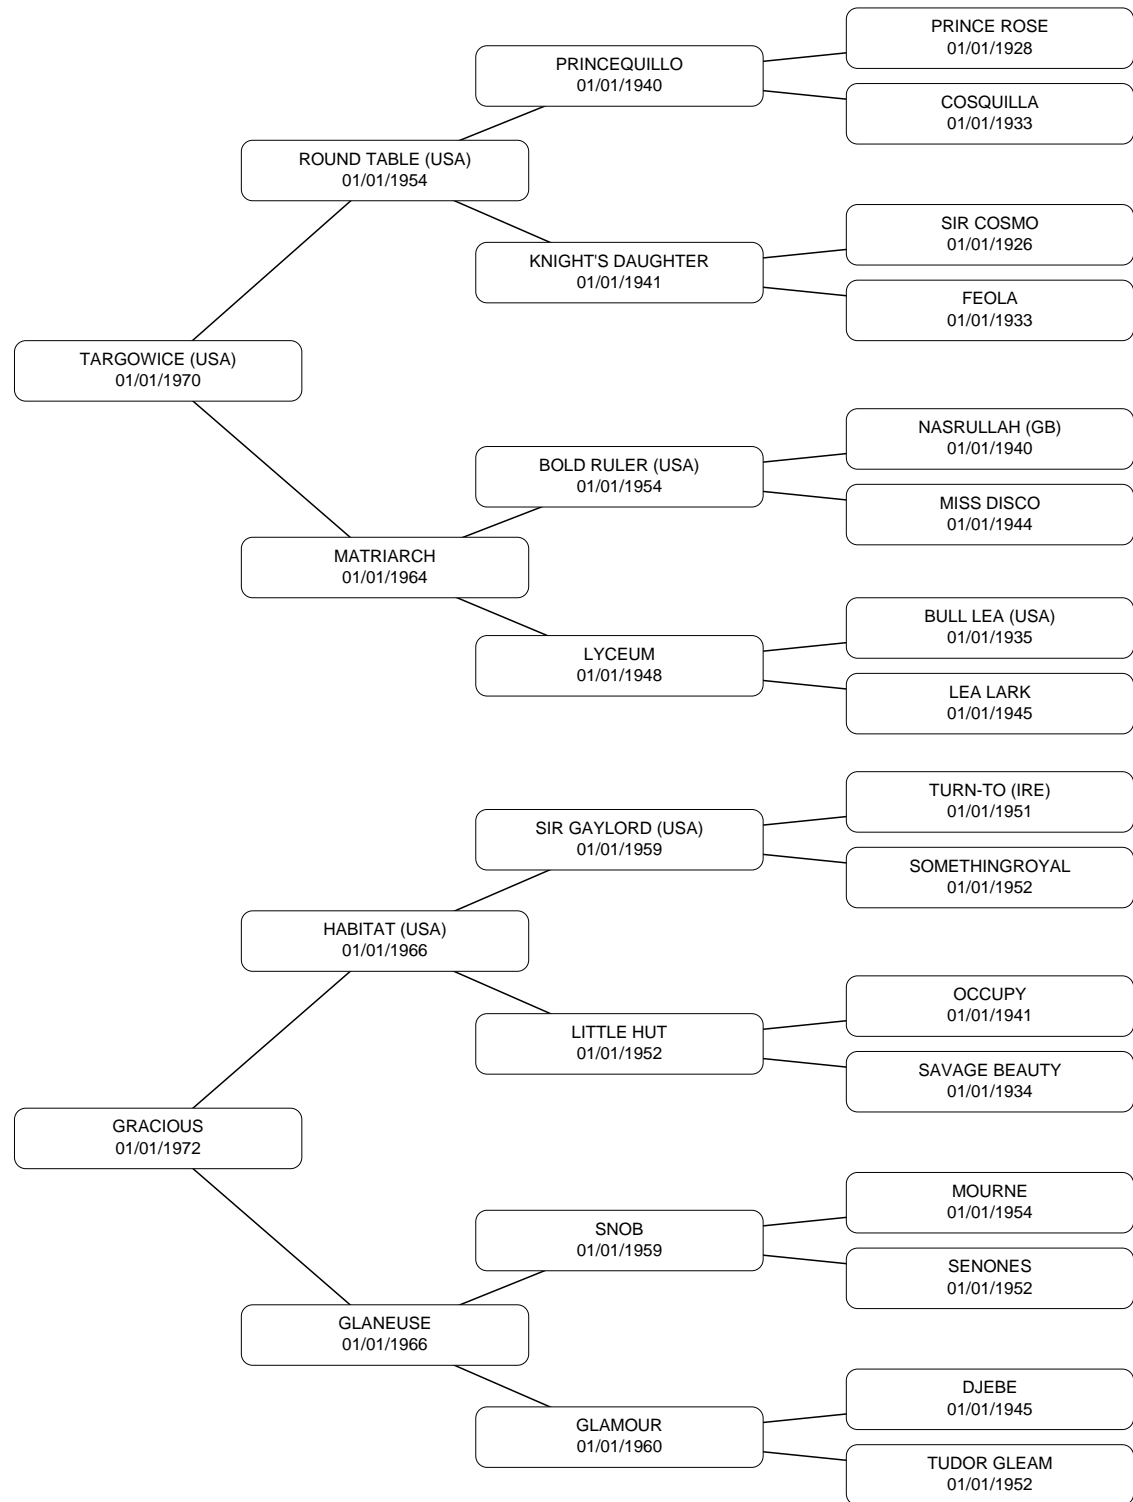 PRINCE ROSE
01/01/1928
PRINCEQUILLO
01/01/1940
COSQUILLA
01/01/1933
ROUND TABLE (USA)
01/01/1954
SIR COSMO
01/01/1926
KNIGHT'S DAUGHTER
01/01/1941
FEOLA
01/01/1933
TARGOWICE (USA)
01/01/1970
NASRULLAH (GB)
01/01/1940
BOLD RULER (USA)
01/01/1954
MISS DISCO
01/01/1944
MATRIARCH
01/01/1964
BULL LEA (USA)
01/01/1935
LYCEUM
01/01/1948
LEA LARK
01/01/1945
TURN-TO (IRE)
01/01/1951
SIR GAYLORD (USA)
01/01/1959
SOMETHINGROYAL
01/01/1952
HABITAT (USA)
01/01/1966
OCCUPY
01/01/1941
LITTLE HUT
01/01/1952
SAVAGE BEAUTY
01/01/1934
GRACIOUS
01/01/1972
MOURNE
01/01/1954
SNOB
01/01/1959
SENONES
01/01/1952
GLANEUSE
01/01/1966
DJEBE
01/01/1945
GLAMOUR
01/01/1960
TUDOR GLEAM
01/01/1952